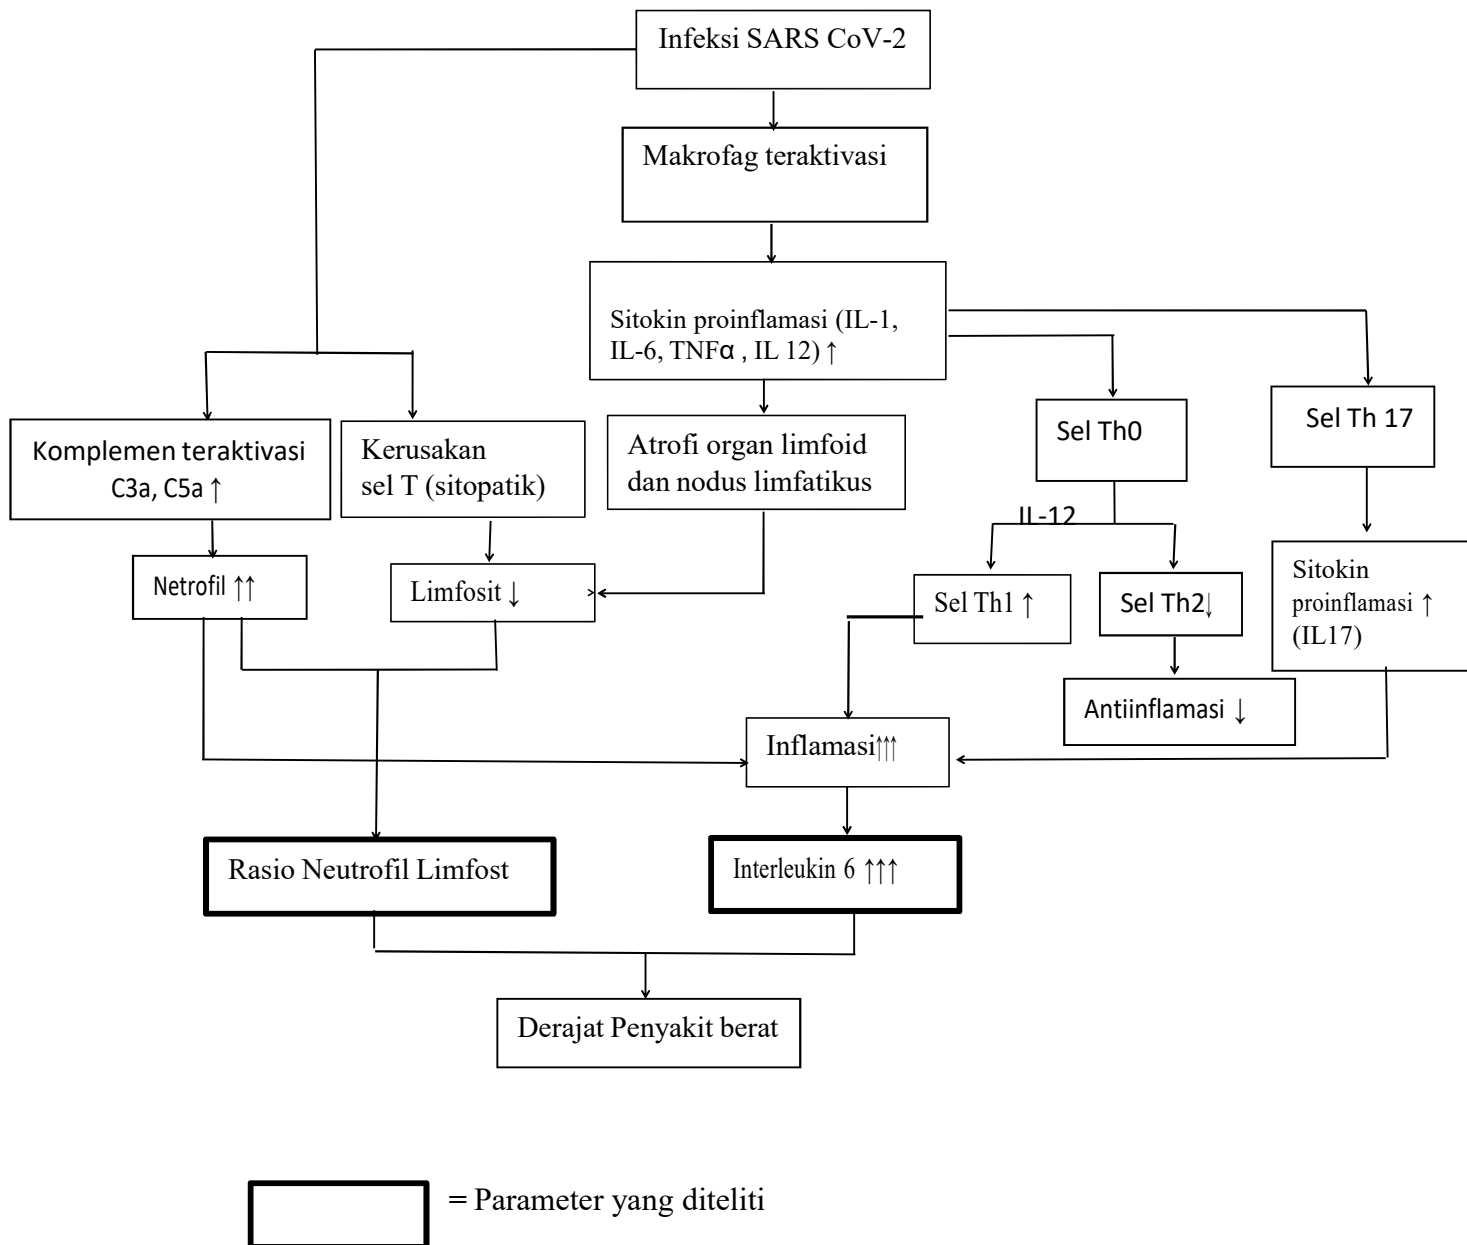 Infeksi SARS CoV-2
Makrofag teraktivasi
Sitokin proinflamasi (IL-1,
IL-6, TNFα , IL 12) ↑
Komplemen teraktivasi
C3a, C5a ↑
Kerusakan
sel T (sitopatik)
Atrofi organ limfoid
dan nodus limfatikus
Sel Th0
Sel Th 17
IL-12
Netrofil ↑↑
Limfosit ↓
Sel Th1 ↑
Sel Th2↓
Sitokin
proinflamasi ↑
(IL17)
Antiinflamasi ↓
Inflamasi↑↑↑
Rasio Neutrofil Limfost
Interleukin 6 ↑↑↑
Derajat Penyakit berat
= Parameter yang diteliti